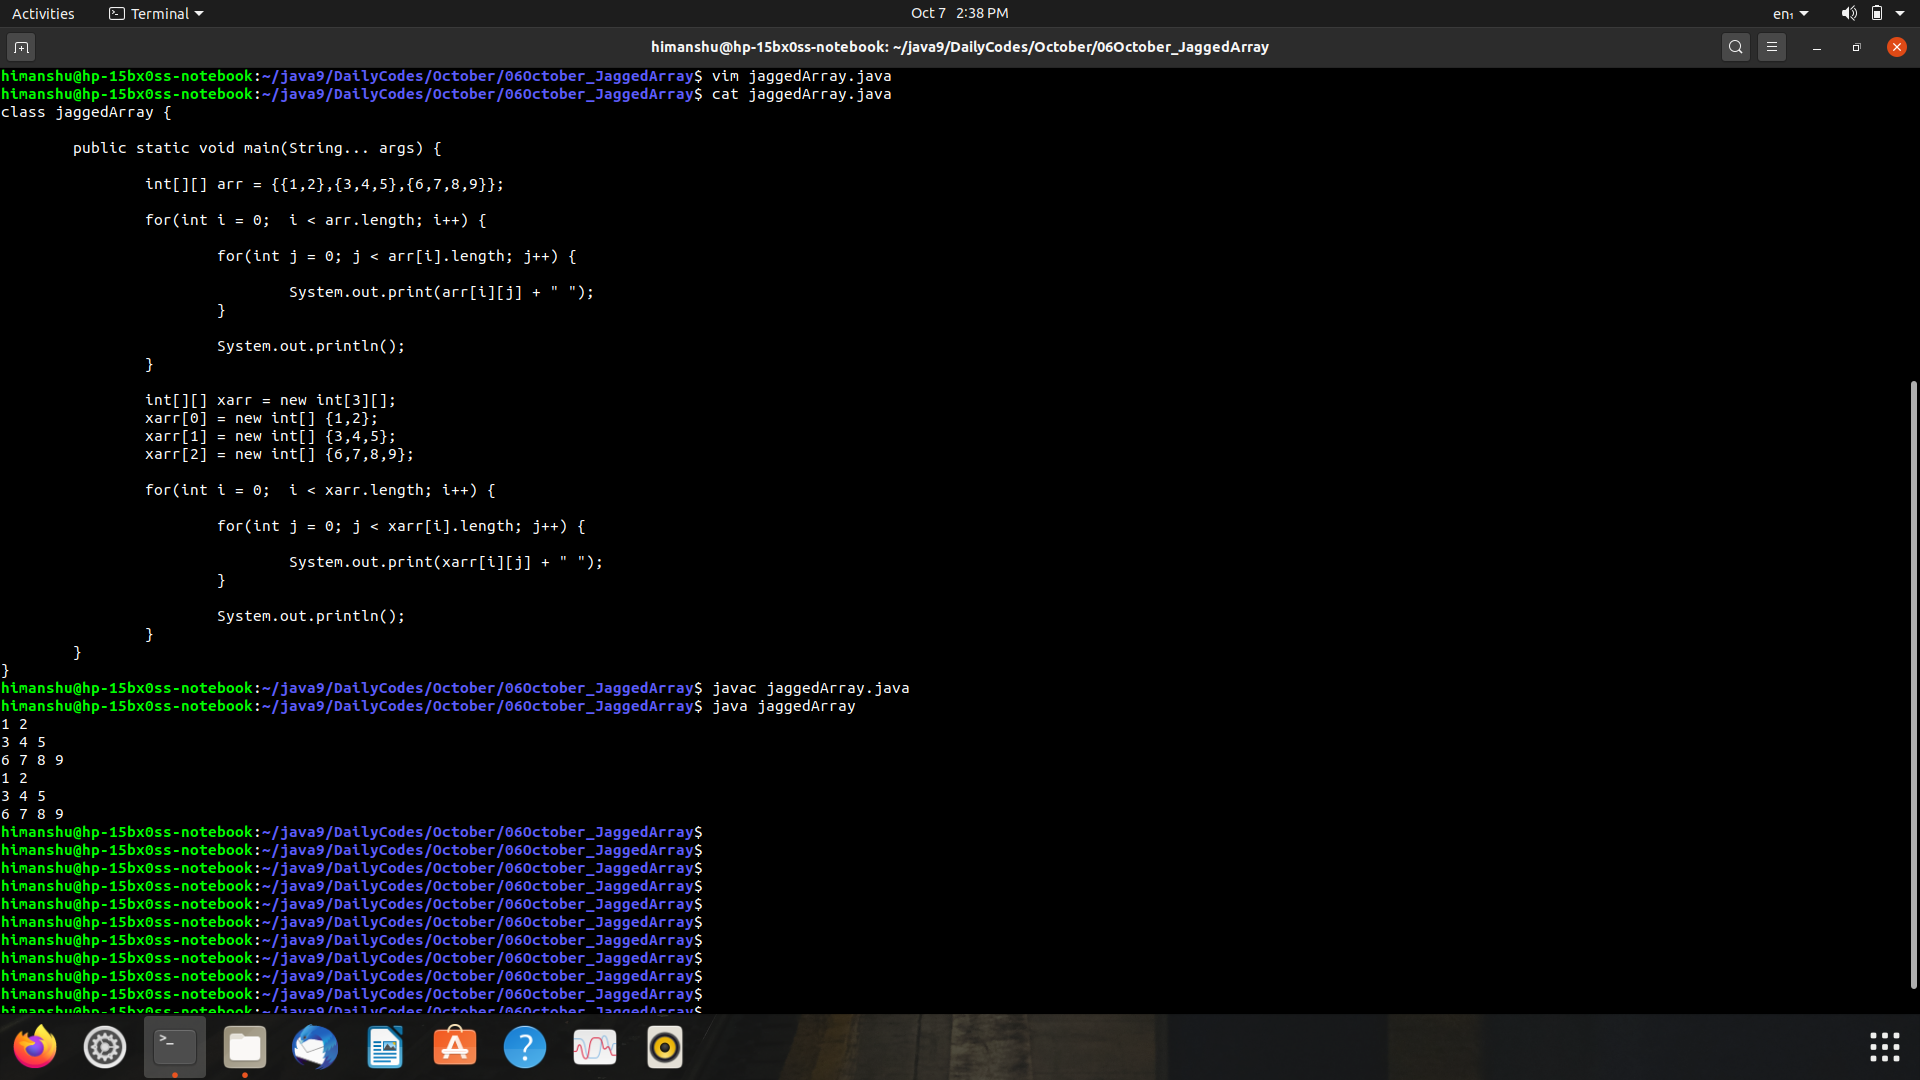 Activities Terminal Oct 7 2:38 PM en₁
himanshu@hp-15bx0ss-notebook: ~/java9/DailyCodes/October/06October_JaggedArray
himanshu@hp-15bx0ss-notebook:~/java9/DailyCodes/October/06October_JaggedArray$ vim jaggedArray.java
himanshu@hp-15bx0ss-notebook:~/java9/DailyCodes/October/06October_JaggedArray$ cat jaggedArray.java
class jaggedArray {
public static void main(String... args) {
int[][] arr = {{1,2},{3,4,5},{6,7,8,9}};
for(int i = 0;  i < arr.length; i++) {
for(int j = 0; j < arr[i].length; j++) {
System.out.print(arr[i][j] + " ");
}
System.out.println();
}
int[][] xarr = new int[3][];
xarr[0] = new int[] {1,2};
xarr[1] = new int[] {3,4,5};
xarr[2] = new int[] {6,7,8,9};
for(int i = 0;  i < xarr.length; i++) {
for(int j = 0; j < xarr[i].length; j++) {
System.out.print(xarr[i][j] + " ");
}
System.out.println();
}
}
}
himanshu@hp-15bx0ss-notebook:~/java9/DailyCodes/October/06October_JaggedArray$ javac jaggedArray.java
himanshu@hp-15bx0ss-notebook:~/java9/DailyCodes/October/06October_JaggedArray$ java jaggedArray
1 2
3 4 5
6 7 8 9
1 2
3 4 5
6 7 8 9
himanshu@hp-15bx0ss-notebook:~/java9/DailyCodes/October/06October_JaggedArray$
himanshu@hp-15bx0ss-notebook:~/java9/DailyCodes/October/06October_JaggedArray$
himanshu@hp-15bx0ss-notebook:~/java9/DailyCodes/October/06October_JaggedArray$
himanshu@hp-15bx0ss-notebook:~/java9/DailyCodes/October/06October_JaggedArray$
himanshu@hp-15bx0ss-notebook:~/java9/DailyCodes/October/06October_JaggedArray$
himanshu@hp-15bx0ss-notebook:~/java9/DailyCodes/October/06October_JaggedArray$
himanshu@hp-15bx0ss-notebook:~/java9/DailyCodes/October/06October_JaggedArray$
himanshu@hp-15bx0ss-notebook:~/java9/DailyCodes/October/06October_JaggedArray$
himanshu@hp-15bx0ss-notebook:~/java9/DailyCodes/October/06October_JaggedArray$
himanshu@hp-15bx0ss-notebook:~/java9/DailyCodes/October/06October_JaggedArray$
himanshu@hp-15bx0ss-notebook:~/java9/DailyCodes/October/06October_JaggedArray$